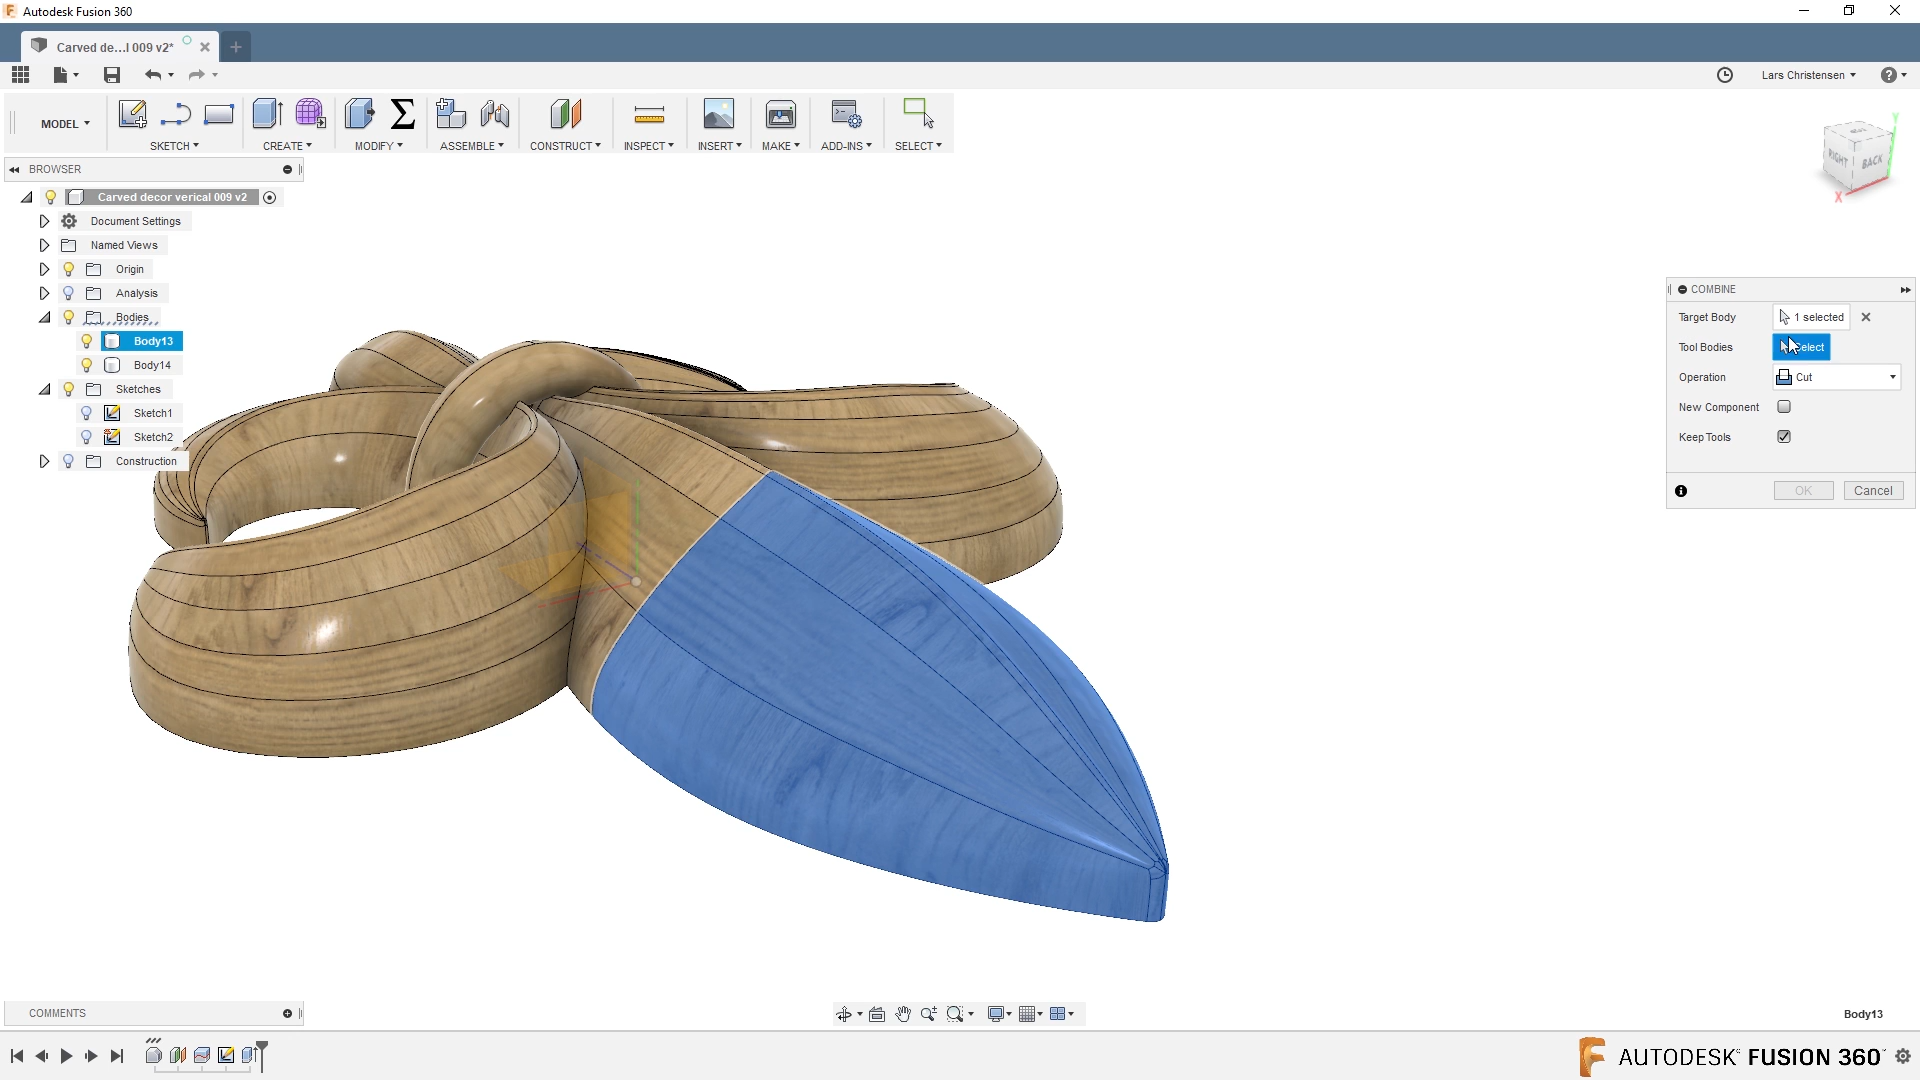 Autodesk Fusion 360
Carved de...l 009 v2*
Lars Christensen
MODEL
SKETCH
CREATE
MODIFY
ASSEMBLE
CONSTRUCT
INSPECT
INSERT
MAKE
ADD-INS
SELECT
BROWSER
Carved decor verical 009 v2
Document Settings
Named Views
Origin
Analysis
Bodies
Body13
Body14
Sketches
Sketch1
Sketch2
Construction
Y
RIGHT
BACK
X
COMBINE
Target Body
1 selected
Tool Bodies
Select
Operation
Cut
New Component
Keep Tools
OK
Cancel
COMMENTS
Body13
AUTODESK FUSION 360